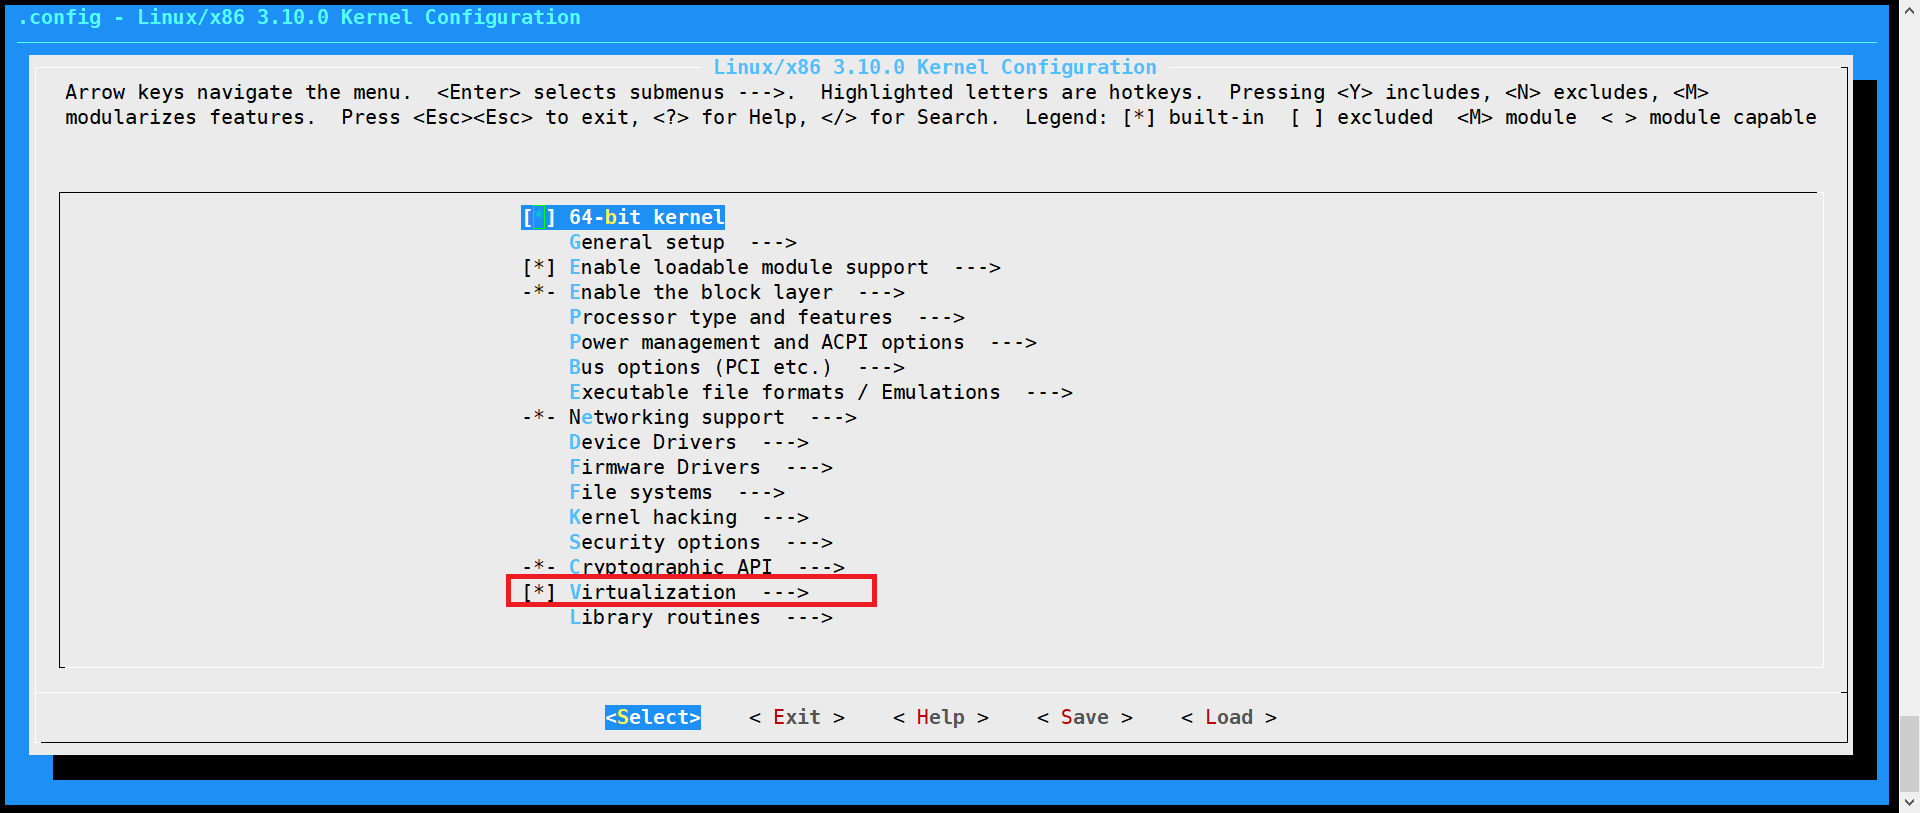 .config - Linux/x86 3.10.0 Kernel Configuration
Linux/x86 3.10.0 Kernel Configuration
Arrow keys navigate the menu.  <Enter> selects submenus --->.  Highlighted letters are hotkeys.  Pressing <Y> includes, <N> excludes, <M>
modularizes features.  Press <Esc><Esc> to exit, <?> for Help, </> for Search.  Legend: [*] built-in  [ ] excluded  <M> module  < > module capable
[*] 64-bit kernel
General setup  --->
[*] Enable loadable module support  --->
-*- Enable the block layer  --->
Processor type and features  --->
Power management and ACPI options  --->
Bus options (PCI etc.)  --->
Executable file formats / Emulations  --->
-*- Networking support  --->
Device Drivers  --->
Firmware Drivers  --->
File systems  --->
Kernel hacking  --->
Security options  --->
-*- Cryptographic API  --->
[*] Virtualization  --->
Library routines  --->
<Select>    < Exit >    < Help >    < Save >    < Load >